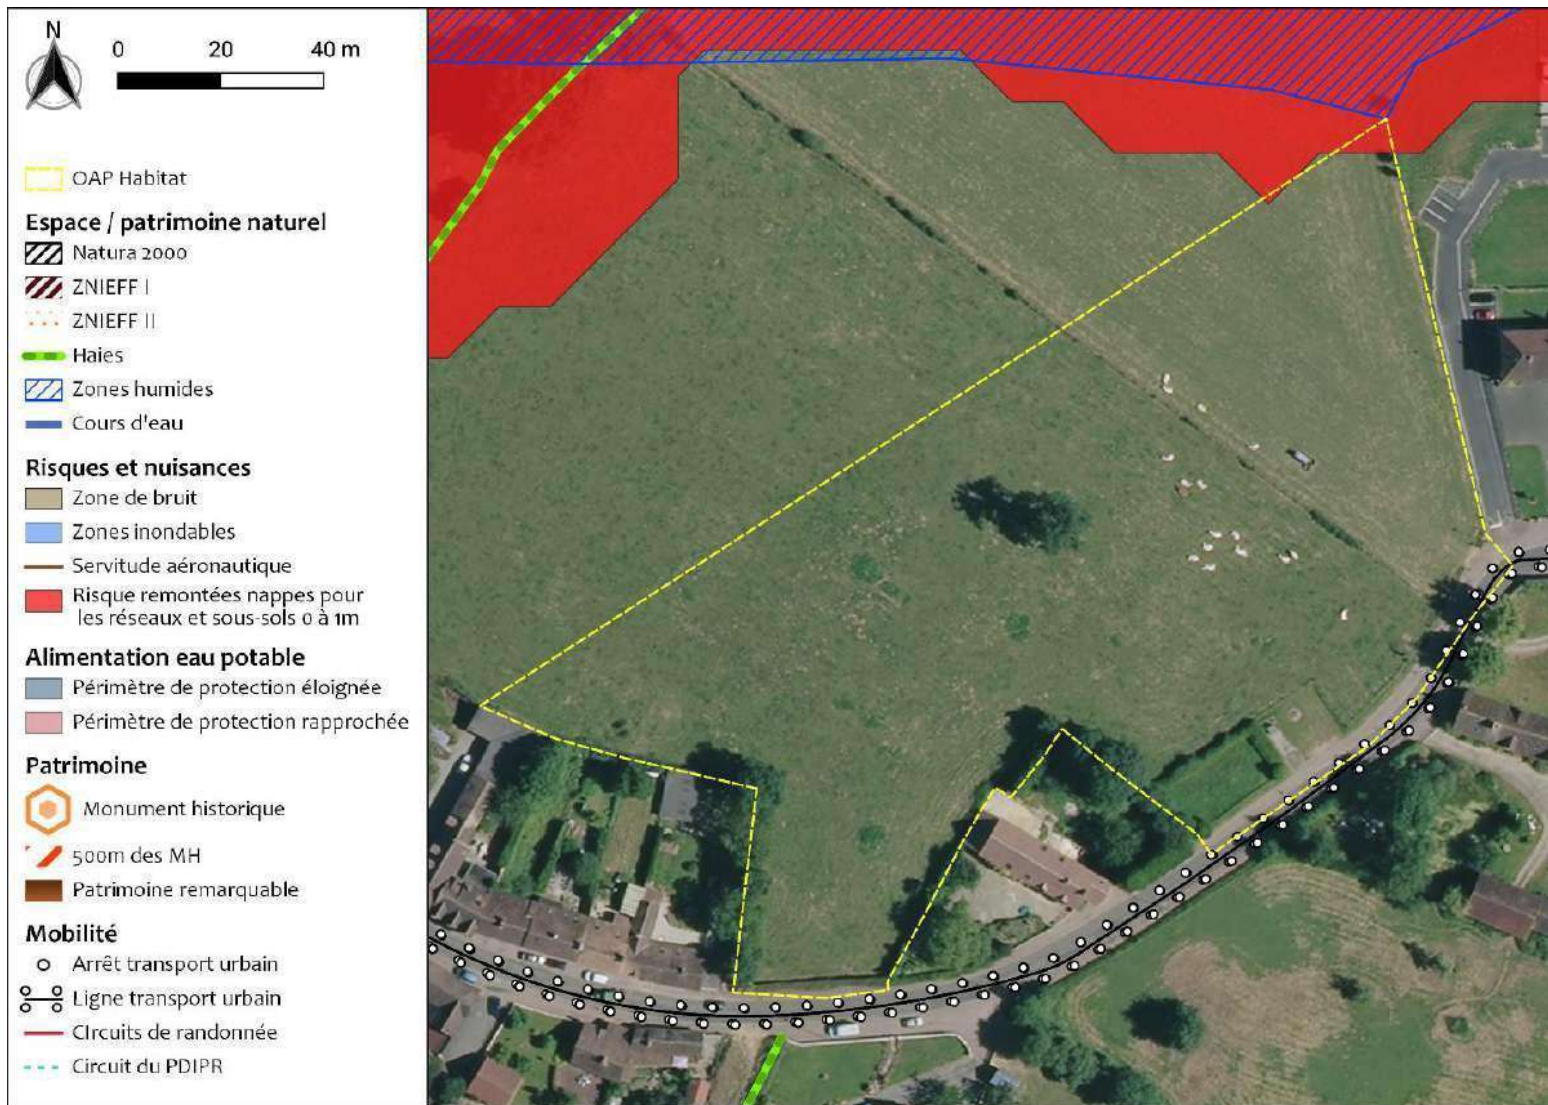 N
0 20 40 m
OAP Habitat
Espace / patrimoine naturel
Natura 2000
ZNIEFF I
ZNIEFF II
Haies
Zones humides
Cours d'eau
Risques et nuisances
Zone de bruit
Zones inondables
Servitude aéronautique
Risque remontées nappes pour
les réseaux et sous-sols 0 à 1m
Alimentation eau potable
Périmètre de protection éloignée
Périmètre de protection rapprochée
Patrimoine
Monument historique
500m des MH
Patrimoine remarquable
Mobilité
Arrêt transport urbain
Ligne transport urbain
CIrcuits de randonnée
Circuit du PDIPR